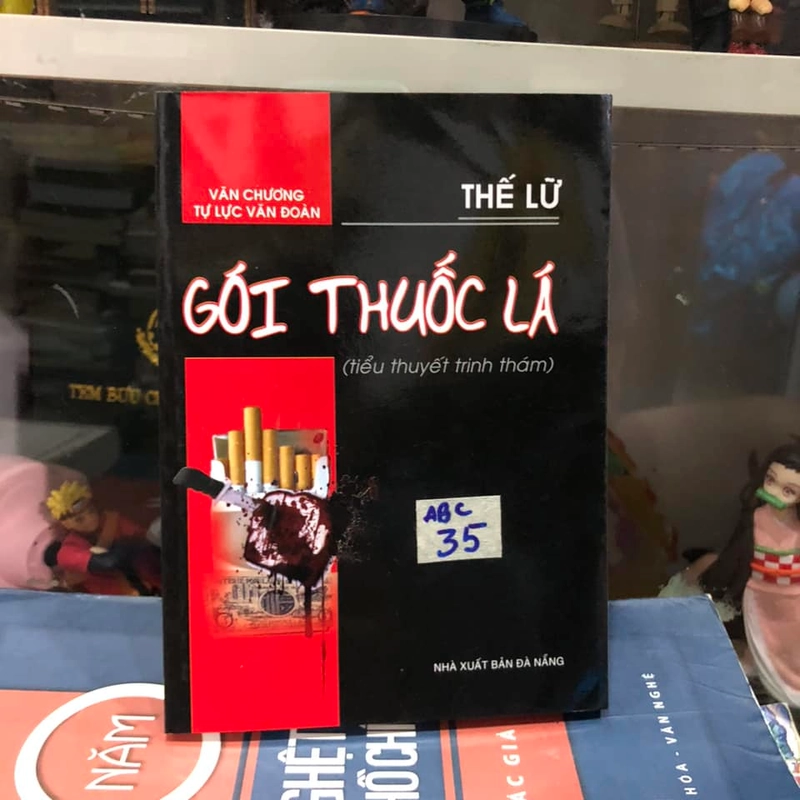 VĂN CHƯƠNG
TỰ LỰC VĂN ĐOÀN
THẾ LỮ
GÓI THUỐC LÁ
(tiểu thuyết trinh thám)
ABC
35
NHÀ XUẤT BẢN ĐÀ NẴNG
TEM BƯU
NĂM